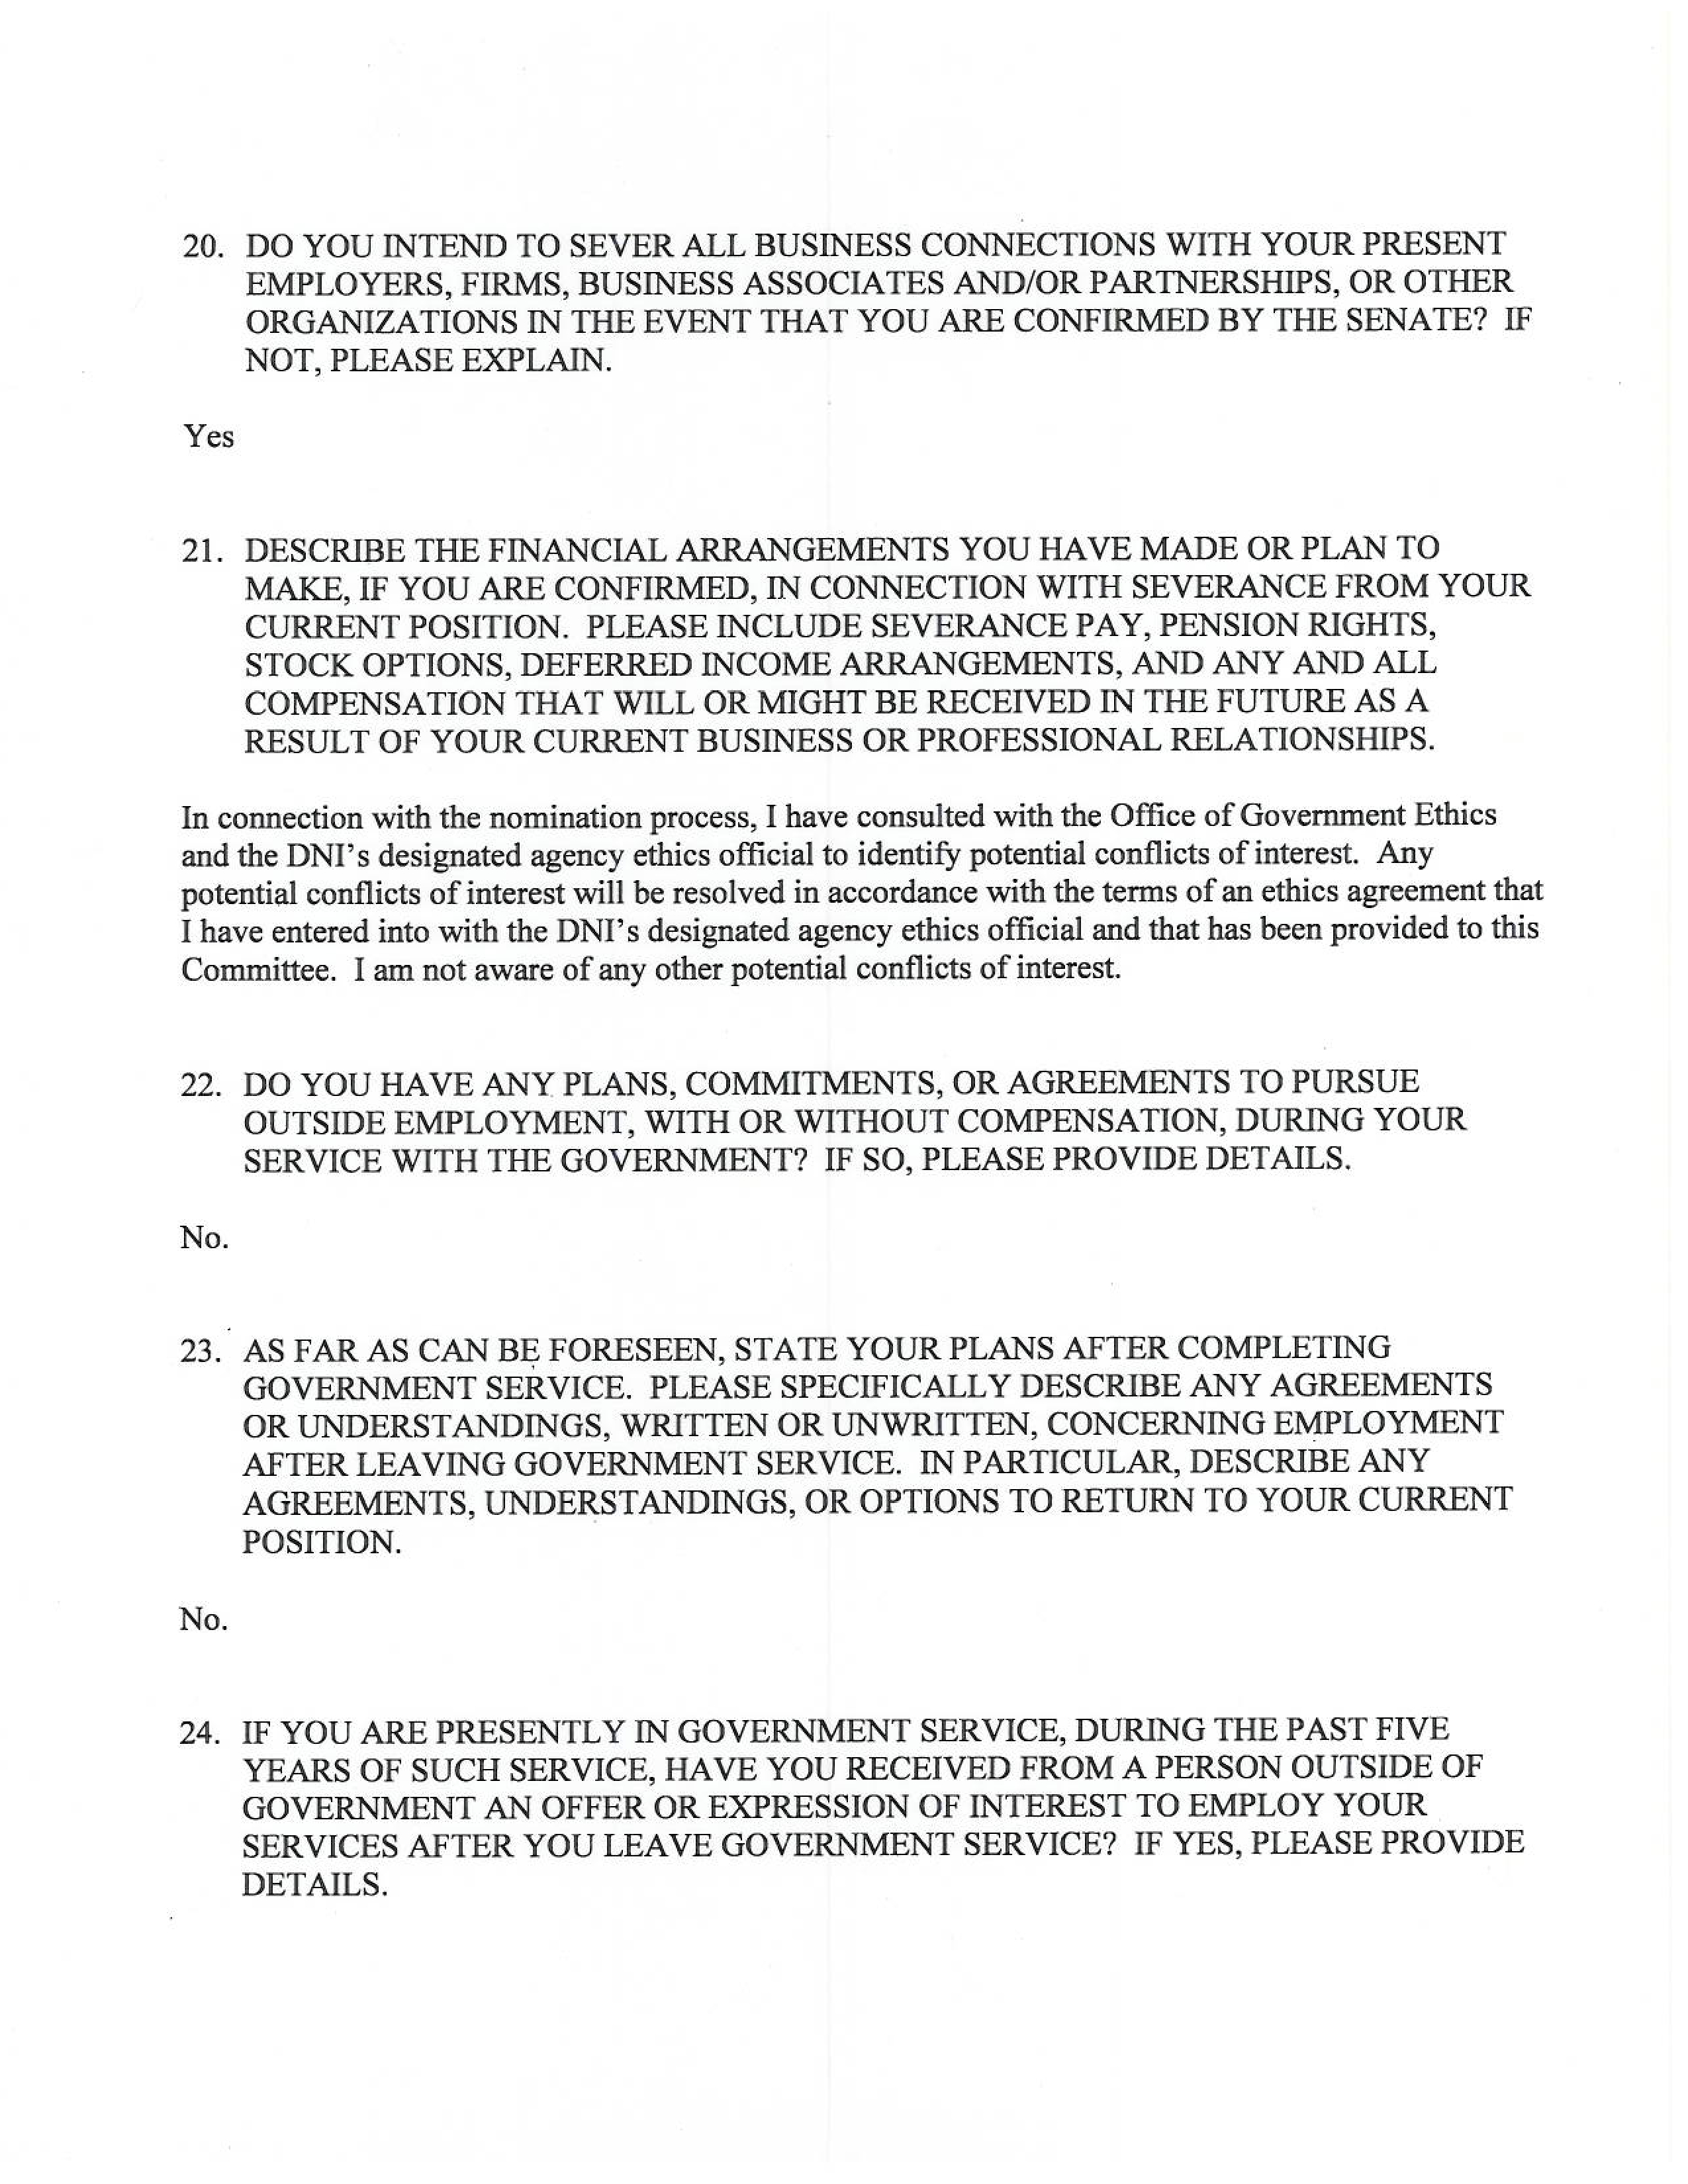 20. DO YOU INTEND TO SEVER ALL BUSINESS CONNECTIONS WITH YOUR PRESENT
EMPLOYERS, FIRMS, BUSINESS ASSOCIATES AND/OR PARTNERSHIPS, OR OTHER
ORGANIZATIONS IN THE EVENT THAT YOU ARE CONFIRMED BY THE SENATE? IF
NOT, PLEASE EXPLAIN.
Yes
21. DESCRIBE THE FINANCIAL ARRANGEMENTS YOU HAVE MADE OR PLAN TO
MAKE, IF YOU ARE CONFIRMED, IN CONNECTION WITH SEVERANCE FROM YOUR
CURRENT POSITION. PLEASE INCLUDE SEVERANCE PAY, PENSION RIGHTS,
STOCK OPTIONS, DEFERRED INCOME ARRANGEMENTS, AND ANY AND ALL
COMPENSATION THAT WILL OR MIGHT BE RECEIVED IN THE FUTURE AS A
RESULT OF YOUR CURRENT BUSINESS OR PROFESSIONAL RELATIONSHIPS.
In connection with the nomination process, I have consulted with the Office of Government Ethics
and the DNI's designated agency ethics official to identify potential conflicts of interest. Any
potential conflicts of interest will be resolved in accordance with the terms of an ethics agreement that
I have entered into with the DNI's designated agency ethics official and that has been provided to this
Committee. I am not aware of any other potential conflicts of interest.
22. DO YOU HAVE ANY PLANS, COMMITMENTS, OR AGREEMENTS TO PURSUE
OUTSIDE EMPLOYMENT, WITH OR WITHOUT COMPENSATION, DURING YOUR
SERVICE WITH THE GOVERNMENT? IF SO, PLEASE PROVIDE DETAILS.
No.
23. AS FAR AS CAN BE FORESEEN, STATE YOUR PLANS AFTER COMPLETING
GOVERNMENT SERVICE. PLEASE SPECIFICALLY DESCRIBE ANY AGREEMENTS
OR UNDERSTANDINGS, WRITTEN OR UNWRITTEN, CONCERNING EMPLOYMENT
AFTER LEAVING GOVERNMENT SERVICE. IN PARTICULAR, DESCRIBE ANY
AGREEMENTS, UNDERSTANDINGS, OR OPTIONS TO RETURN TO YOUR CURRENT
POSITION.
No.
24. IF YOU ARE PRESENTLY IN GOVERNMENT SERVICE, DURING THE PAST FIVE
YEARS OF SUCH SERVICE, HAVE YOU RECEIVED FROM A PERSON OUTSIDE OF
GOVERNMENT AN OFFER OR EXPRESSION OF INTEREST TO EMPLOY YOUR
SERVICES AFTER YOU LEAVE GOVERNMENT SERVICE? IF YES, PLEASE PROVIDE
DETAILS.